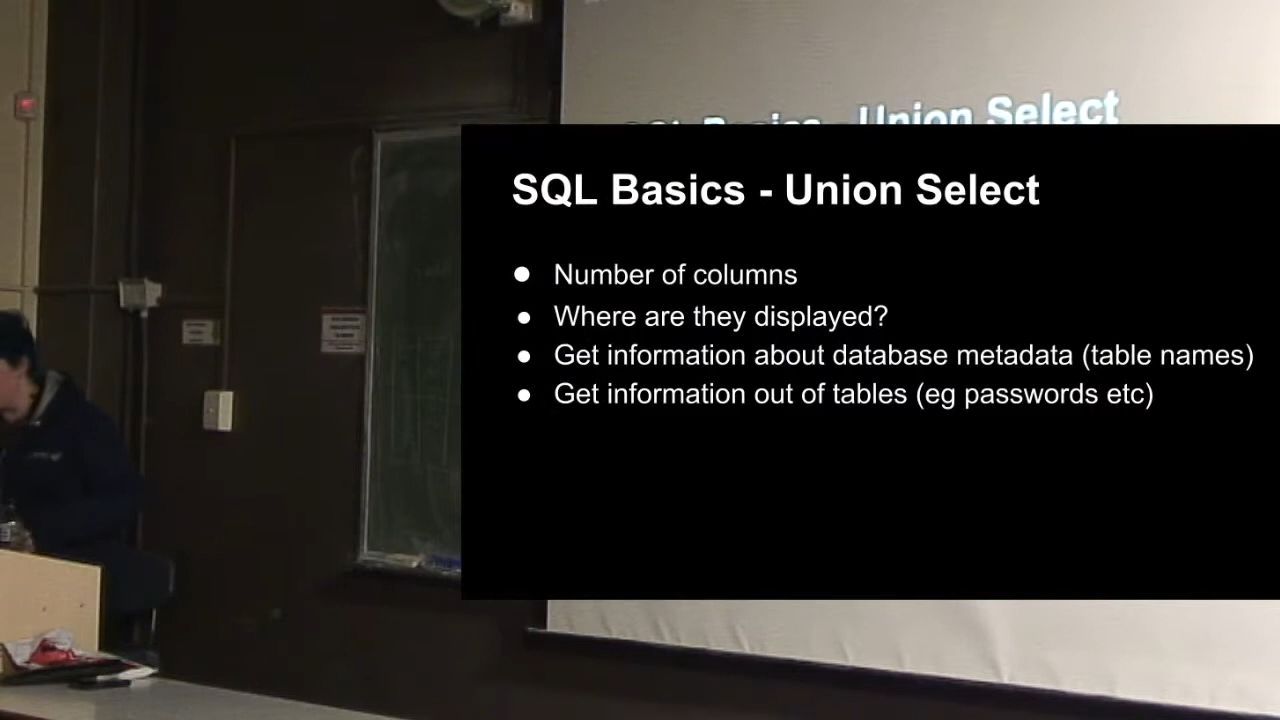 Basics - Union Select
SQL Basics - Union Select
Number of columns
Where are they displayed?
Get information about database metadata (table names)
Get information out of tables (eg passwords etc)